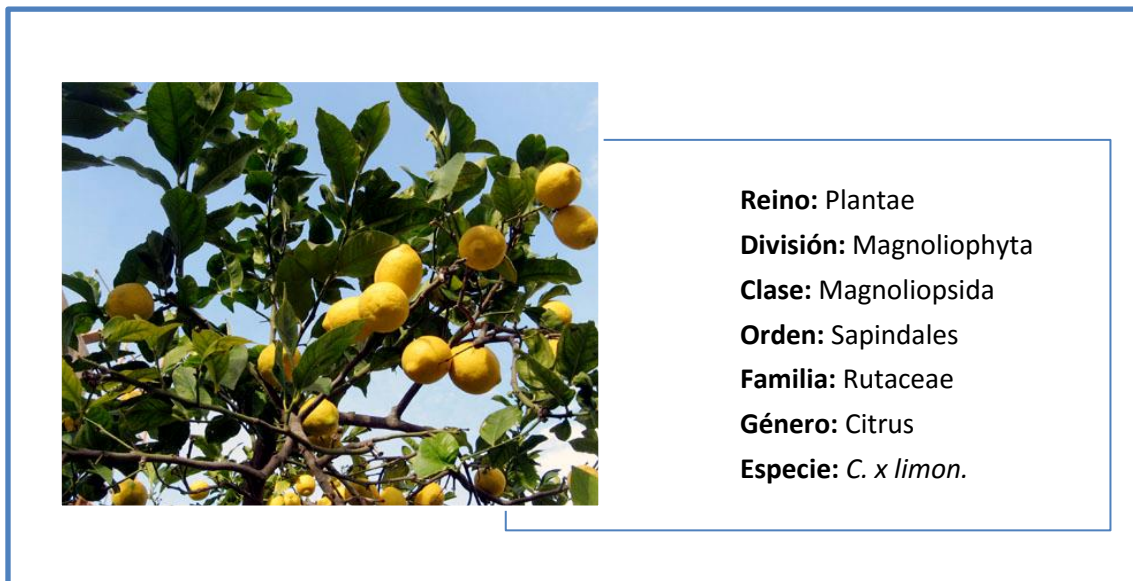 Reino: Plantae
División: Magnoliophyta
Clase: Magnoliopsida
Orden: Sapindales
Familia: Rutaceae
Género: Citrus
Especie: C. x limon.